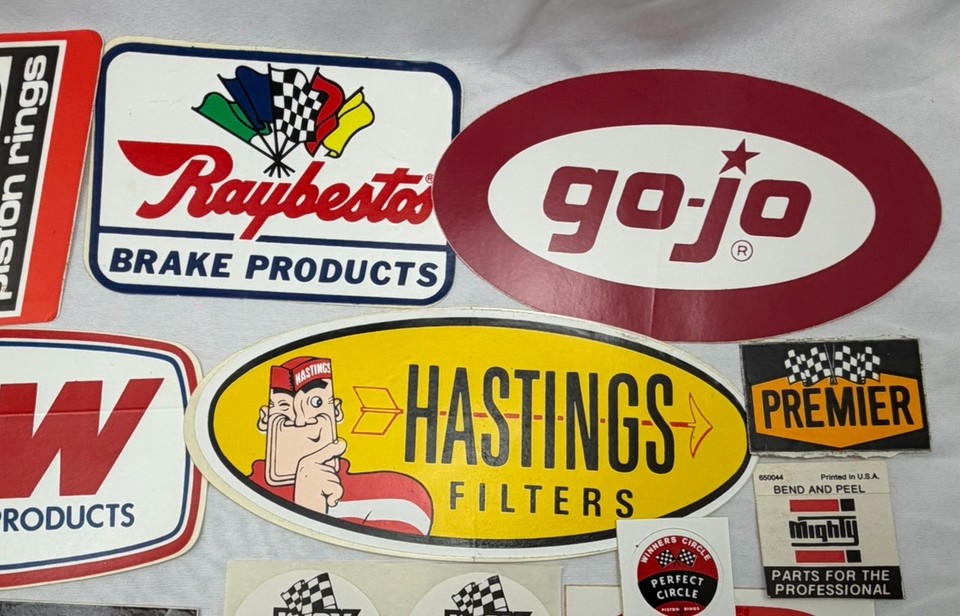 piston rings
Raybestos®
BRAKE PRODUCTS
go-jo
®
HASTINGS
HASTINGS
FILTERS
PREMIER
W
PRODUCTS
650044 Printed in U.S.A.
BEND AND PEEL
Mighty
PARTS FOR THE
PROFESSIONAL
WINNERS CIRCLE
PERFECT
CIRCLE
PISTON RINGS